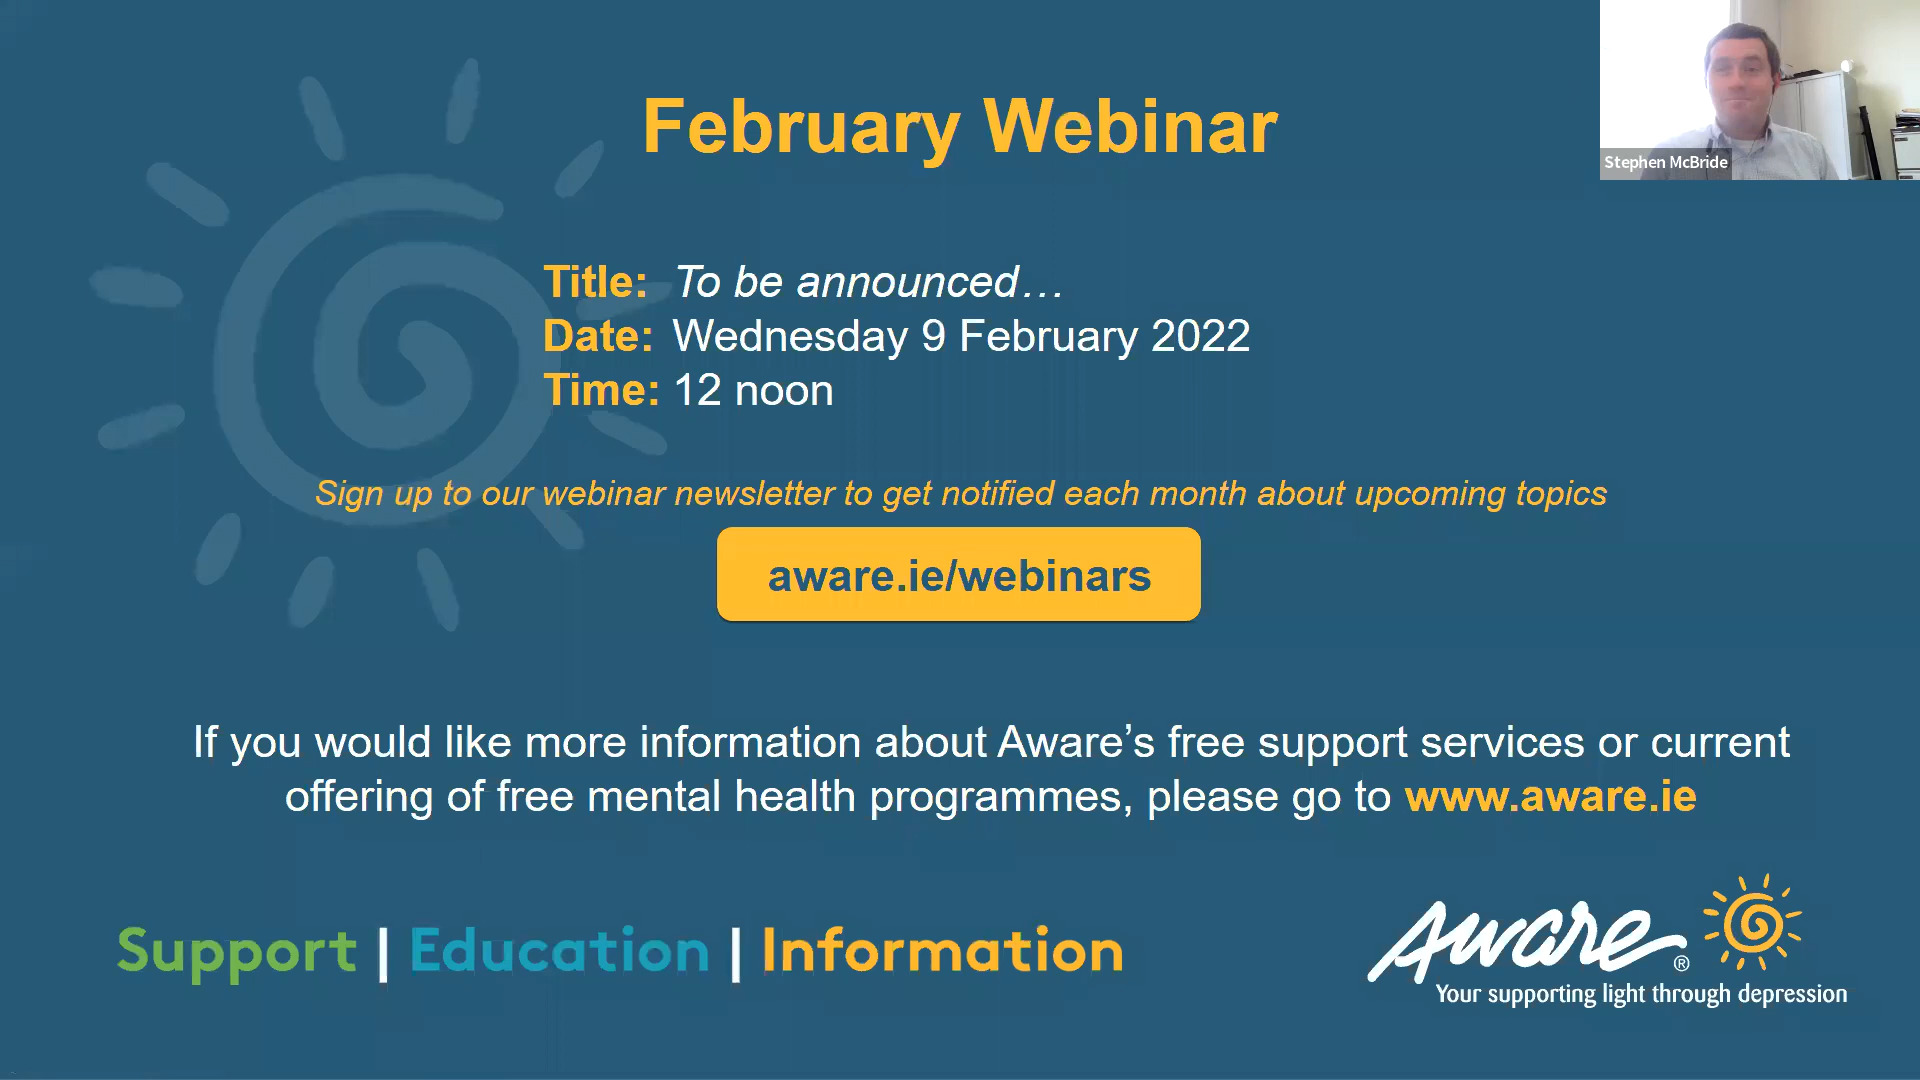 February Webinar
Stephen McBride
Title: To be announced…
Date: Wednesday 9 February 2022
Time: 12 noon
Sign up to our webinar newsletter to get notified each month about upcoming topics
aware.ie/webinars
If you would like more information about Aware’s free support services or current
offering of free mental health programmes, please go to www.aware.ie
Support | Education | Information
Aware ®
Your supporting light through depression